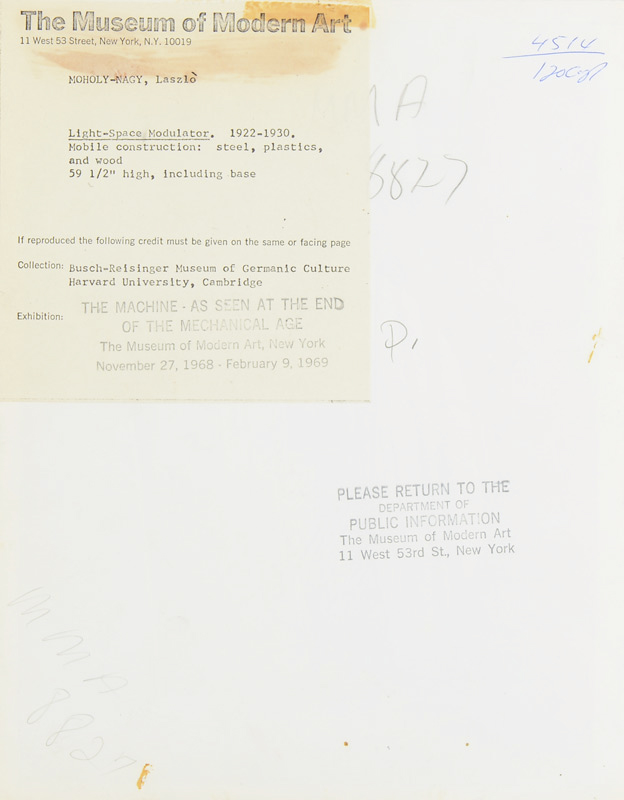 The Museum of Modern Art
11 West 53 Street, New York, N.Y. 10019
MOHOLY-NAGY, Laszlò
Light-Space Modulator. 1922-1930.
Mobile construction: steel, plastics,
and wood
59 1/2" high, including base
If reproduced the following credit must be given on the same or facing page
Collection: Busch-Reisinger Museum of Germanic Culture
Harvard University, Cambridge
Exhibition: THE MACHINE - AS SEEN AT THE END
OF THE MECHANICAL AGE
The Museum of Modern Art, New York
November 27, 1968 - February 9, 1969
MA
8827
P.
PLEASE RETURN TO THE
DEPARTMENT OF
PUBLIC INFORMATION
The Museum of Modern Art
11 West 53rd St., New York
MMA
8827